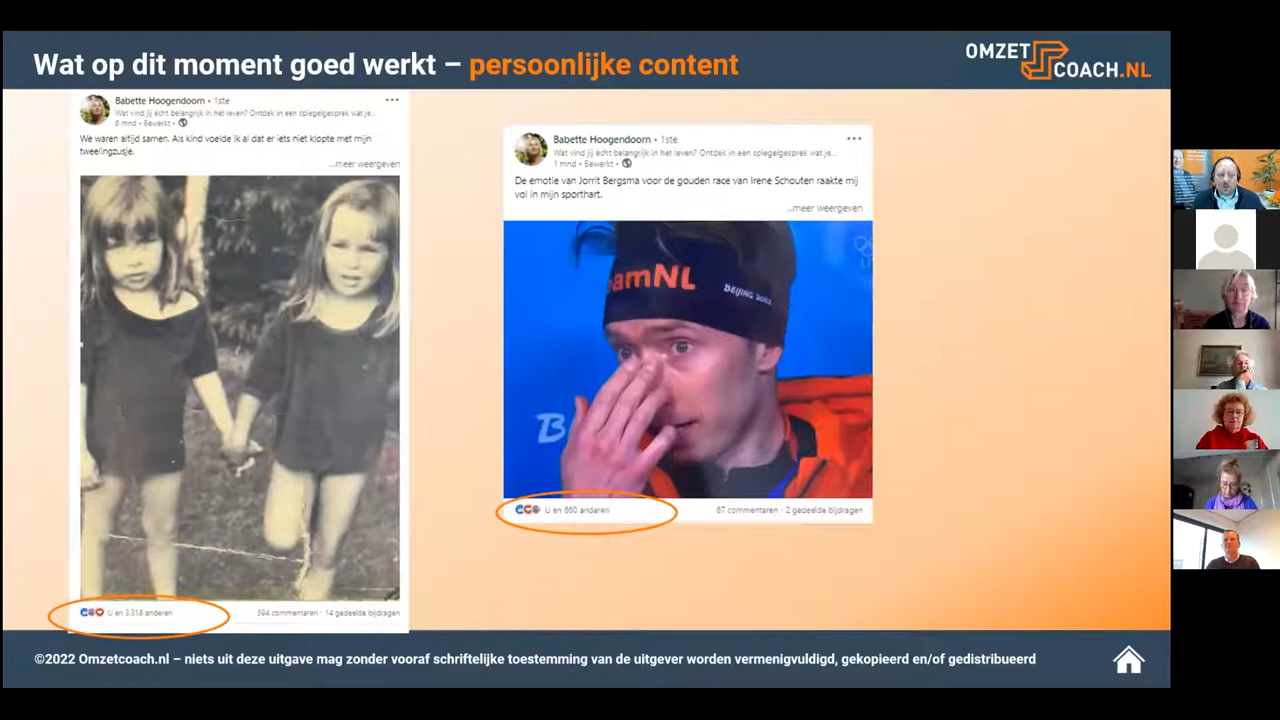 Wat op dit moment goed werkt – persoonlijke content
OMZET
COACH.NL
Babette Hoogendoorn • 1ste
Wat vind jij écht belangrijk in het leven? Ontdek in een spiegelgesprek wat je...
6 mnd • Bewerkt •
We waren altijd samen. Als kind voelde ik al dat er iets niet klopte met mijn
tweelingzusje.
...meer weergeven
U en 3.318 anderen
394 commentaren · 14 gedeelde bijdragen
Babette Hoogendoorn • 1ste
Wat vind jij écht belangrijk in het leven? Ontdek in een spiegelgesprek wat je...
1 mnd • Bewerkt •
De emotie van Jorrit Bergsma voor de gouden race van Irene Schouten raakte mij
vol in mijn sporthart.
...meer weergeven
amNL
BEIJING 2022
B
U en 660 anderen
67 commentaren · 2 gedeelde bijdragen
©2022 Omzetcoach.nl – niets uit deze uitgave mag zonder vooraf schriftelijke toestemming van de uitgever worden vermenigvuldigd, gekopieerd en/of gedistribueerd